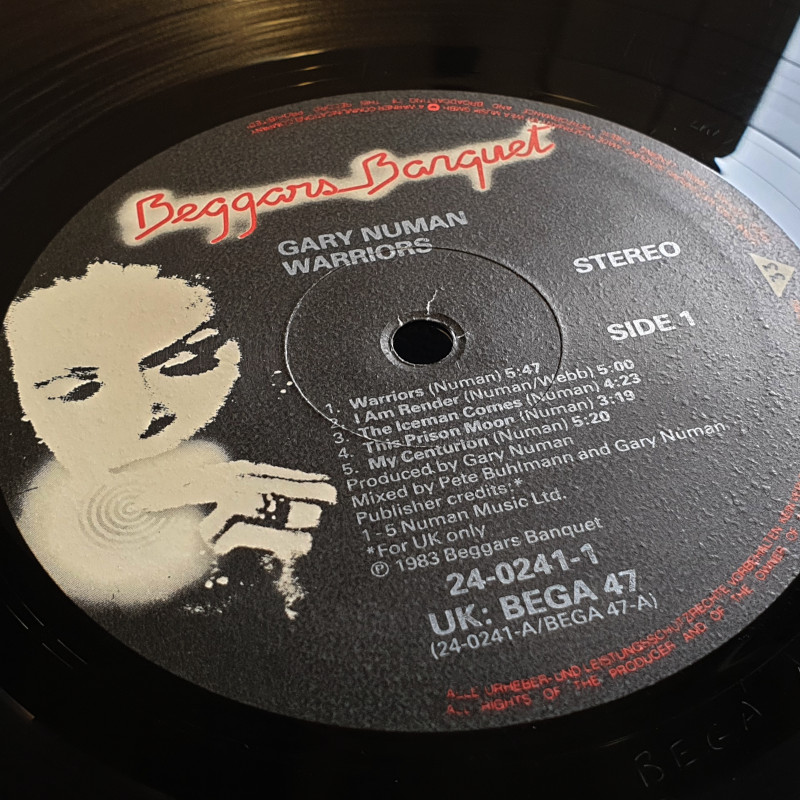 Beggars Banquet
GARY NUMAN
WARRIORS
STEREO
33
SIDE 1
1. Warriors (Numan) 5:47
2. I Am Render (Numan/Webb) 5:00
3. The Iceman Comes (Numan) 4:23
4. This Prison Moon (Numan) 3:19
5. My Centurion (Numan) 5:20
Produced by Gary Numan
Mixed by Pete Buhlmann and Gary Numan
Publisher credits:*
1-5 Numan Music Ltd.
*For UK only
℗ 1983 Beggars Banquet
24-0241-1
UK: BEGA 47
(24-0241-A/BEGA 47-A)
ALLE URHEBER-UND LEISTUNGSSCHUTZRECHTE VORBEHALTEN
ALL RIGHTS OF THE PRODUCER AND OF THE OWNER OF
BEGA